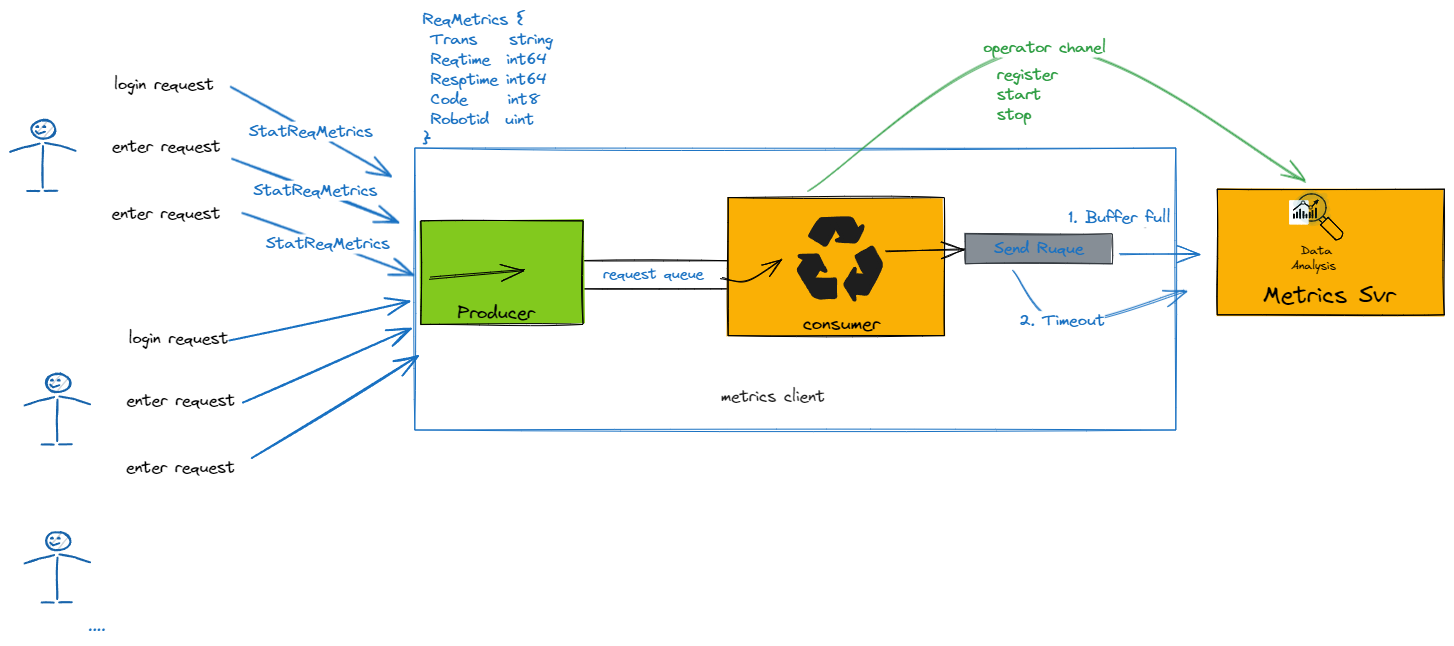 ReqMetrics {
Trans string
Reqtime int64
Resptime int64
Code int8
Robotid uint
}
operator chanel
register
start
stop
login request
StatReqMetrics
enter request
StatReqMetrics
enter request
StatReqMetrics
1. Buffer full
Send Ruque
Data
Analysis
Metrics Svr
request queue
Producer
consumer
2. Timeout
login request
metrics client
enter request
enter request
....